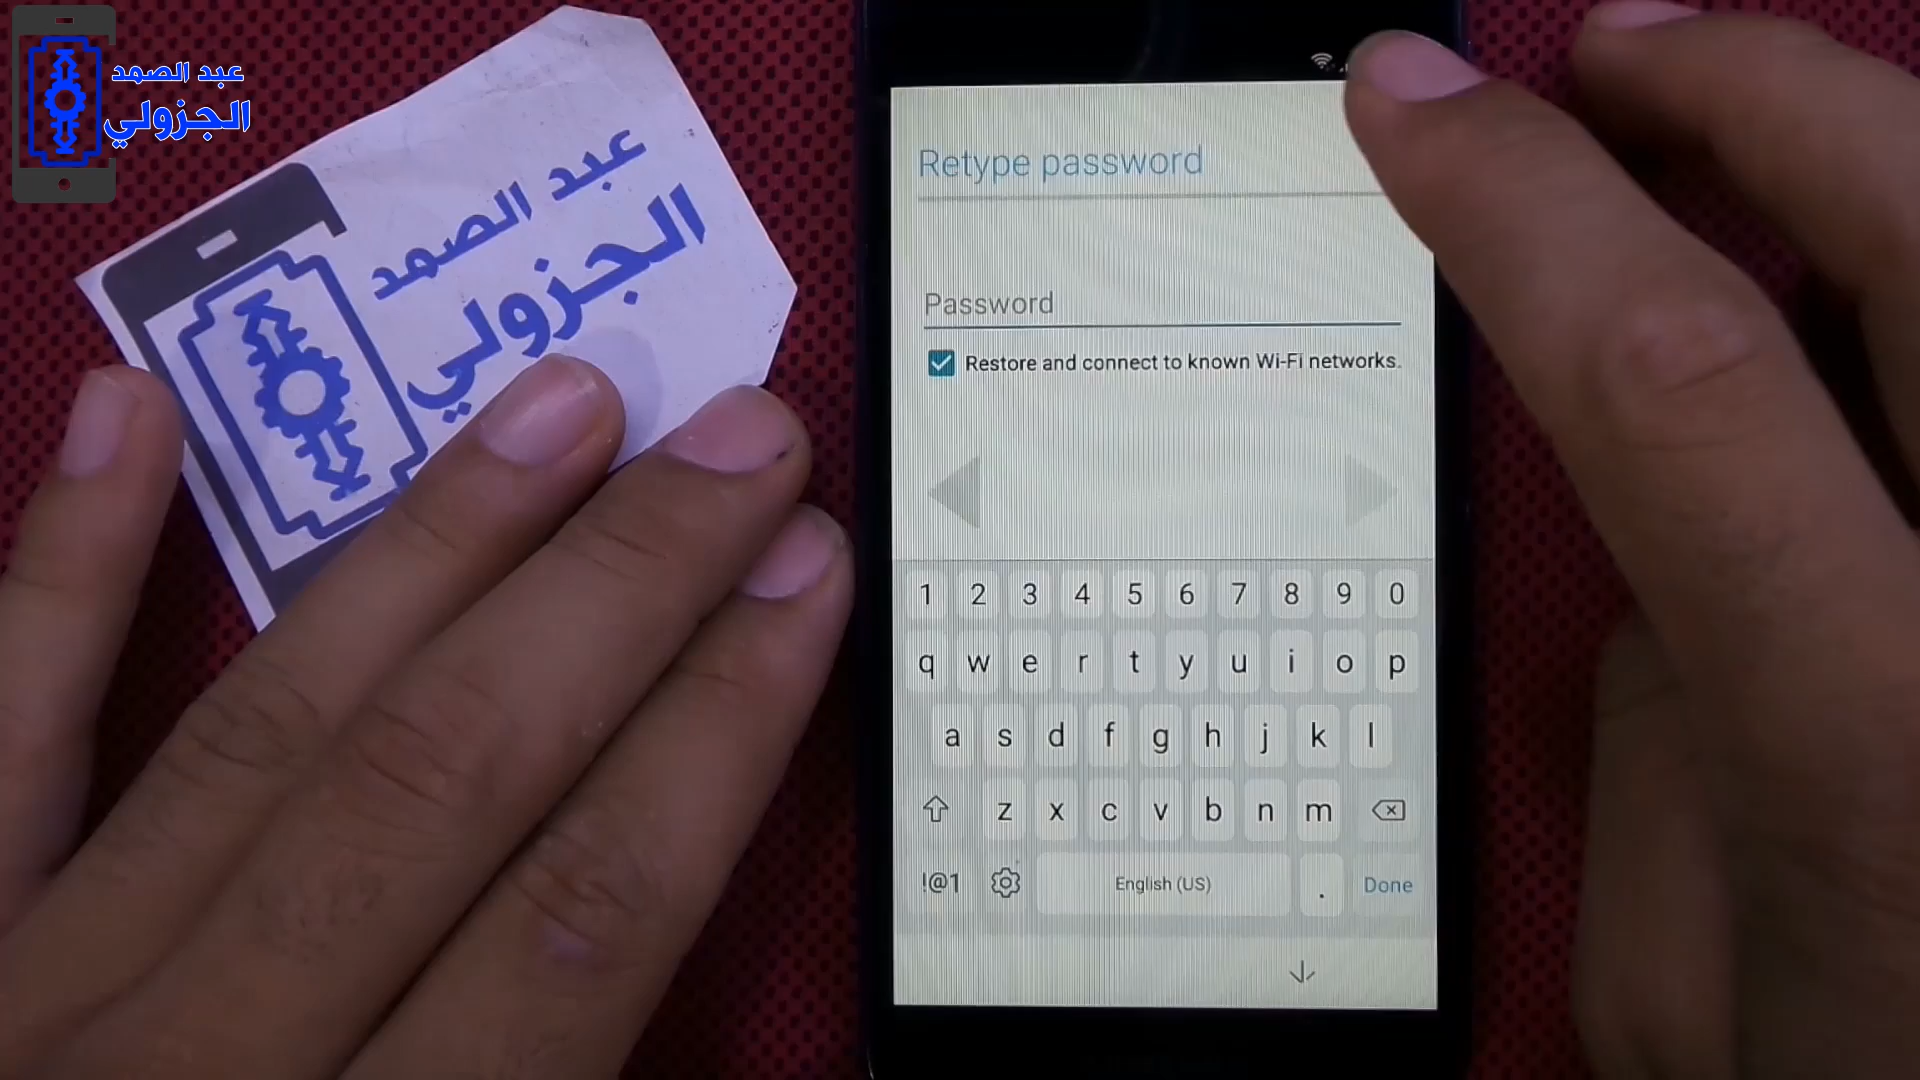 عبد الصمد
الجزولي
عبد الصمد
الجزولي
Retype password
Password
Restore and connect to known Wi-Fi networks.
1 2 3 4 5 6 7 8 9 0
q w e r t y u i o p
a s d f g h j k l
z x c v b n m
!@1 English (US) . Done